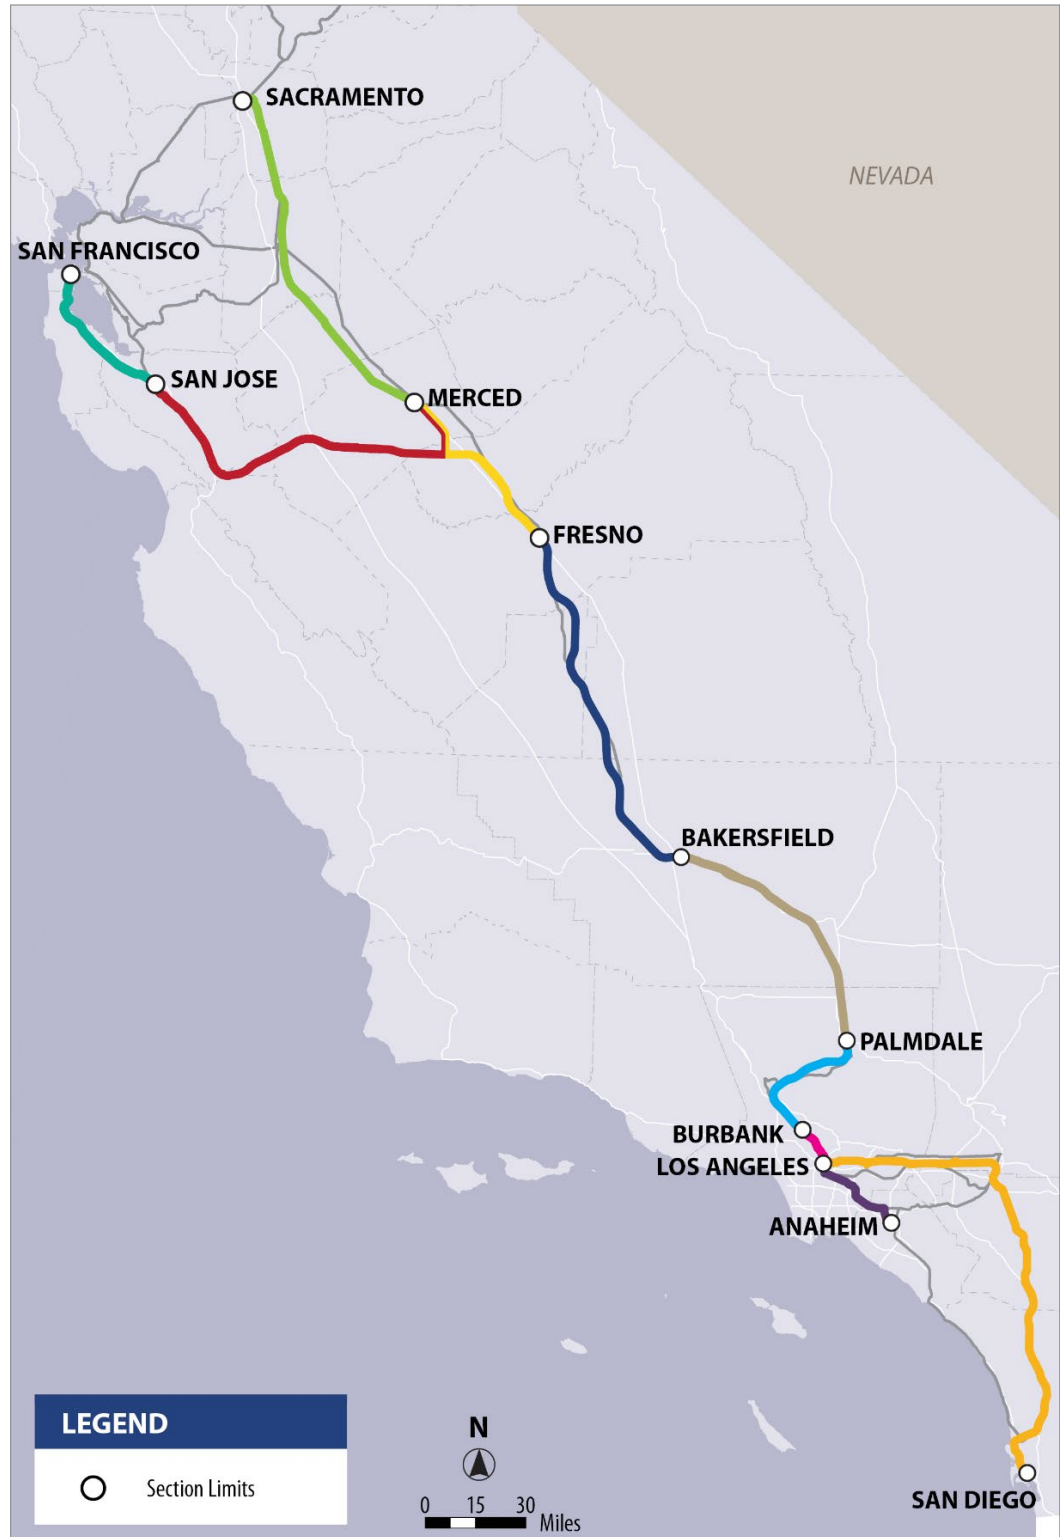 SACRAMENTO
NEVADA
SAN FRANCISCO
SAN JOSE
MERCED
FRESNO
BAKERSFIELD
PALMDALE
BURBANK
LOS ANGELES
ANAHEIM
SAN DIEGO
LEGEND
Section Limits
N
0 15 30
Miles